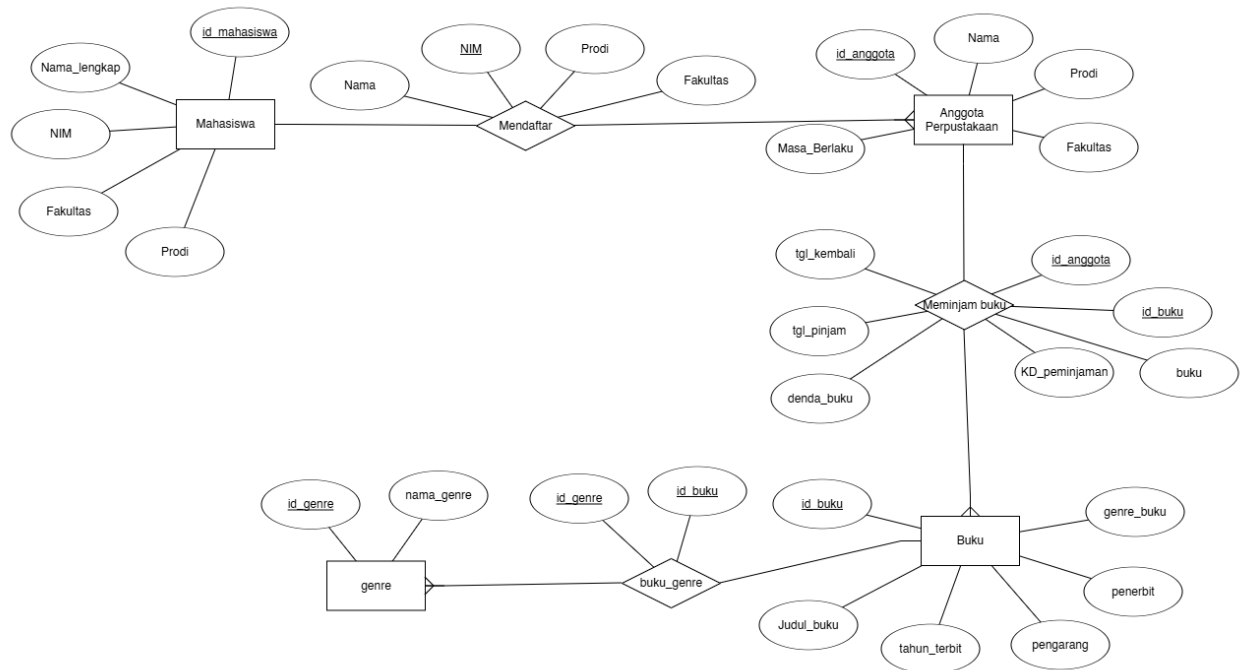 id_mahasiswa
Nama_lengkap
NIM
Mahasiswa
Fakultas
Prodi
Nama
NIM
Prodi
Fakultas
Mendaftar
id_anggota
Nama
Prodi
Fakultas
Masa_Berlaku
Anggota
Perpustakaan
tgl_kembali
id_anggota
Meminjam buku
id_buku
tgl_pinjam
KD_peminjaman
buku
denda_buku
id_genre
nama_genre
genre
id_genre
id_buku
buku_genre
id_buku
genre_buku
Buku
penerbit
Judul_buku
tahun_terbit
pengarang